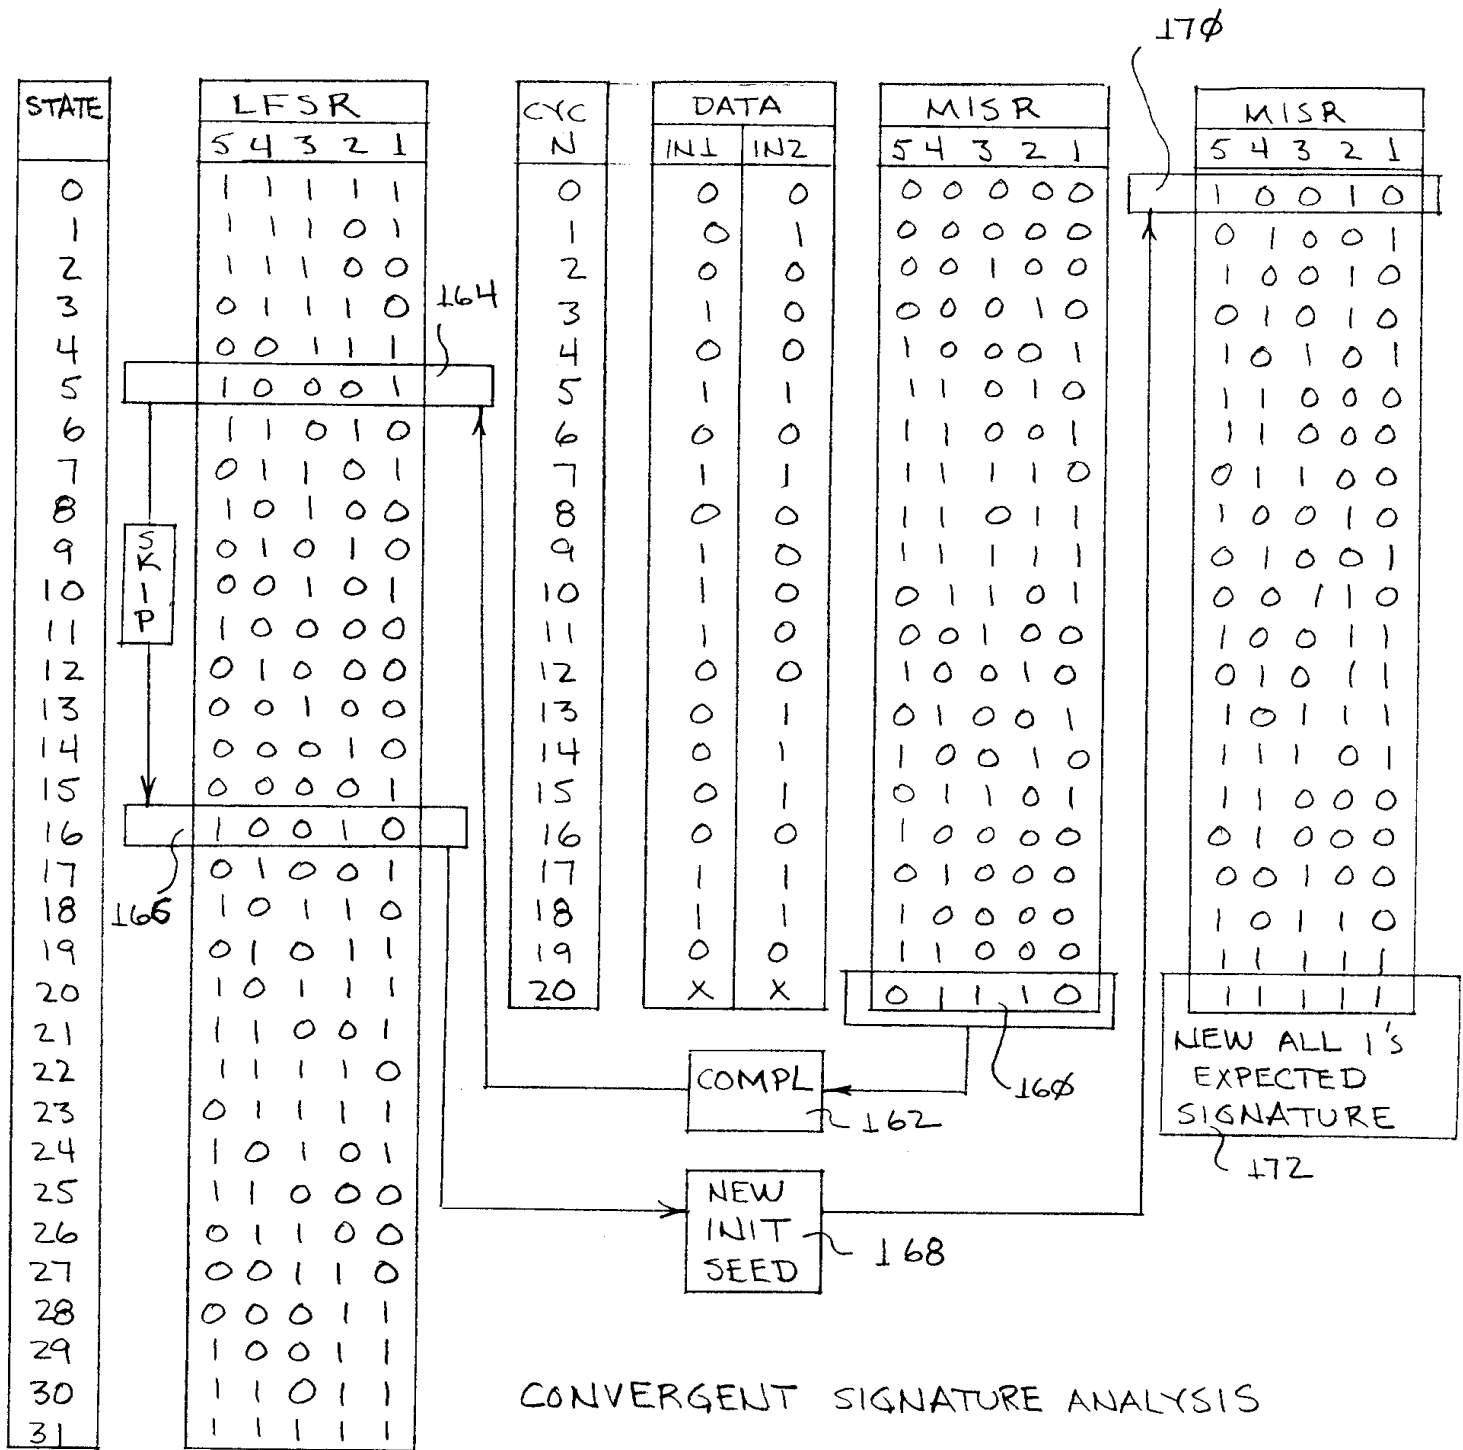 170
STATE LFSR CYC DATA MISR MISR
5 4 3 2 1 N IN1 IN2 5 4 3 2 1 5 4 3 2 1
0 1 1 1 1 1 0 0 0 0 0 0 0 0 1 0 0 1 0
1 1 1 1 0 1 1 0 1 0 0 0 0 0 0 1 0 0 1
2 1 1 1 0 0 2 0 0 0 0 1 0 0 1 0 0 1 0
3 0 1 1 1 0 164 3 1 0 0 0 0 1 0 0 1 0 1 0
4 0 0 1 1 1 4 0 0 1 0 0 0 1 1 0 1 0 1
5 1 0 0 0 1 5 1 1 1 1 0 1 0 1 1 0 0 0
6 1 1 0 1 0 6 0 0 1 1 0 0 1 1 1 0 0 0
7 0 1 1 0 1 7 1 1 1 1 1 1 0 0 1 1 0 0
8 1 0 1 0 0 8 0 0 1 1 0 1 1 1 0 0 1 0
9 0 1 0 1 0 9 1 0 1 1 1 1 1 0 1 0 0 1
SKIP
10 0 0 1 0 1 10 1 0 0 1 1 0 1 0 0 1 1 0
11 1 0 0 0 0 11 1 0 0 0 1 0 0 1 0 0 1 1
12 0 1 0 0 0 12 0 0 1 0 0 1 0 0 1 0 1 1
13 0 0 1 0 0 13 0 1 0 1 0 0 1 1 0 1 1 1
14 0 0 0 1 0 14 0 1 1 0 0 1 0 1 1 1 0 1
15 0 0 0 0 1 15 0 1 0 1 1 0 1 1 1 0 0 0
16 1 0 0 1 0 16 0 0 1 0 0 0 0 0 1 0 0 0
17 0 1 0 0 1 17 1 1 0 1 0 0 0 0 0 1 0 0
18 166 1 0 1 1 0 18 1 1 1 0 0 0 0 1 0 1 1 0
19 0 1 0 1 1 19 0 0 1 1 0 0 0 1 1 1 1 1
20 1 0 1 1 1 20 X X 0 1 1 1 0 1 1 1 1 1
21 1 1 0 0 1
22 1 1 1 1 0
23 0 1 1 1 1
24 1 0 1 0 1
25 1 1 0 0 0
26 0 1 1 0 0
27 0 0 1 1 0
28 0 0 0 1 1
29 1 0 0 1 1
30 1 1 0 1 1
31 1 1 1 1 1
COMPL
162
160
NEW ALL 1's
EXPECTED
SIGNATURE
172
NEW
INIT
SEED
168
CONVERGENT SIGNATURE ANALYSIS